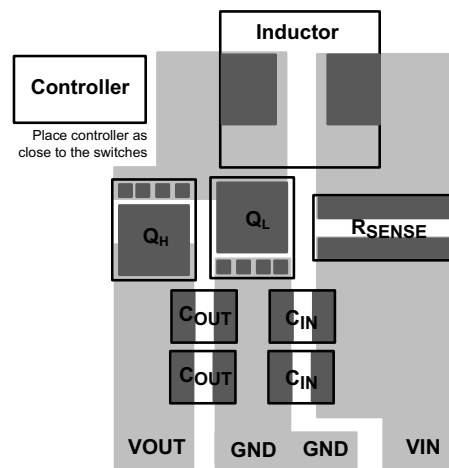 Inductor
Controller
Place controller as
close to the switches
QH
QL
RSENSE
COUT
CIN
COUT
CIN
VOUT
GND
GND
VIN